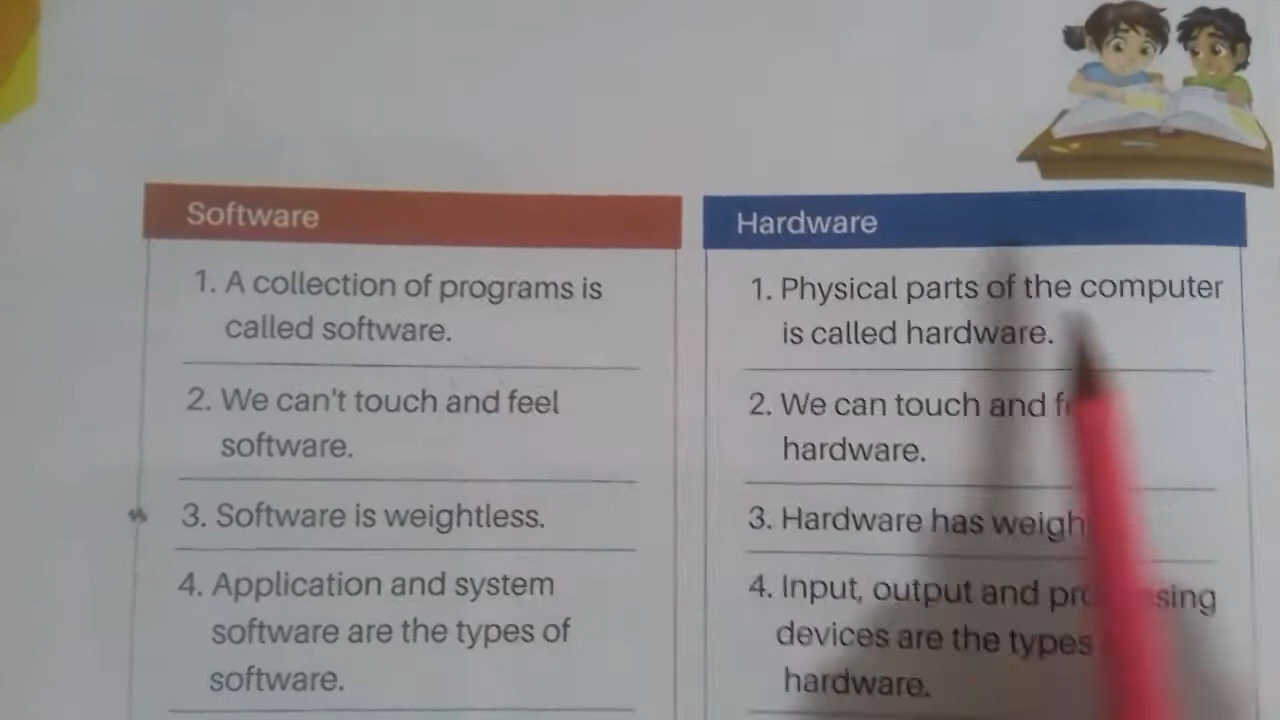 Software
1. A collection of programs is
called software.
2. We can't touch and feel
software.
3. Software is weightless.
4. Application and system
software are the types of
software.
Hardware
1. Physical parts of the computer
is called hardware.
2. We can touch and
hardware.
3. Hardware has
4. Input, output and
devices are the types
hardware.